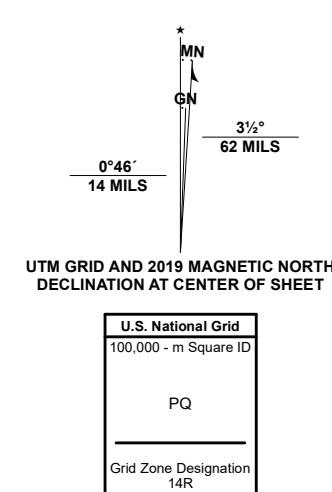 ★
MN
GN
3½°
62 MILS
0°46´
14 MILS
UTM GRID AND 2019 MAGNETIC NORTH
DECLINATION AT CENTER OF SHEET
U.S. National Grid
100,000 - m Square ID
PQ
Grid Zone Designation
14R